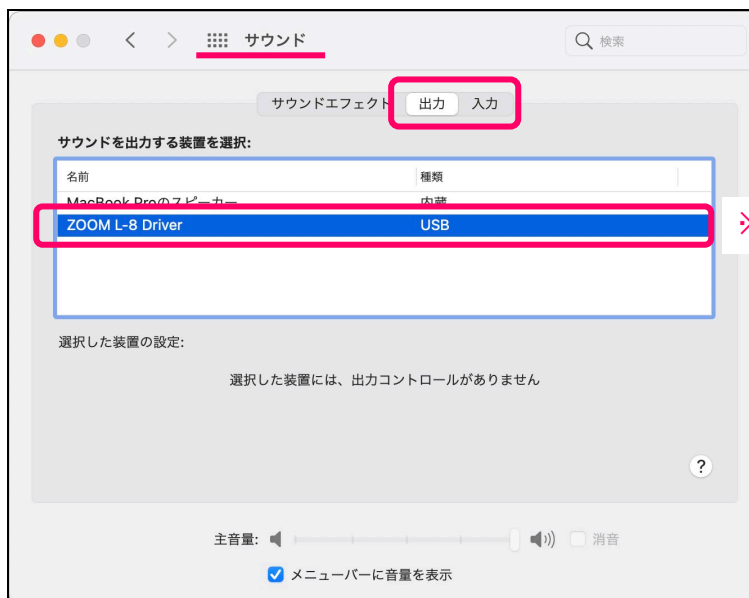 サウンド
検索
サウンドエフェクト 出力 入力
サウンドを出力する装置を選択:
名前 種類
MacBook Proのスピーカー 内蔵
ZOOM L-8 Driver USB
選択した装置の設定:
選択した装置には、出力コントロールがありません
?
主音量: 消音
メニューバーに音量を表示
※